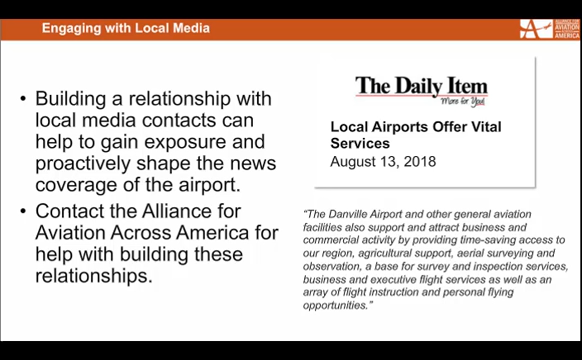 Engaging with Local Media
AVIATION
AMERICA
• Building a relationship with
local media contacts can
help to gain exposure and
proactively shape the news
coverage of the airport.
• Contact the Alliance for
Aviation Across America for
help with building these
relationships.
The Daily Item
More for You!
Local Airports Offer Vital
Services
August 13, 2018
“The Danville Airport and other general aviation
facilities also support and attract business and
commercial activity by providing time-saving access to
our region, agricultural support, aerial surveying and
observation, a base for survey and inspection services,
business and executive flight services as well as an
array of flight instruction and personal flying
opportunities.”